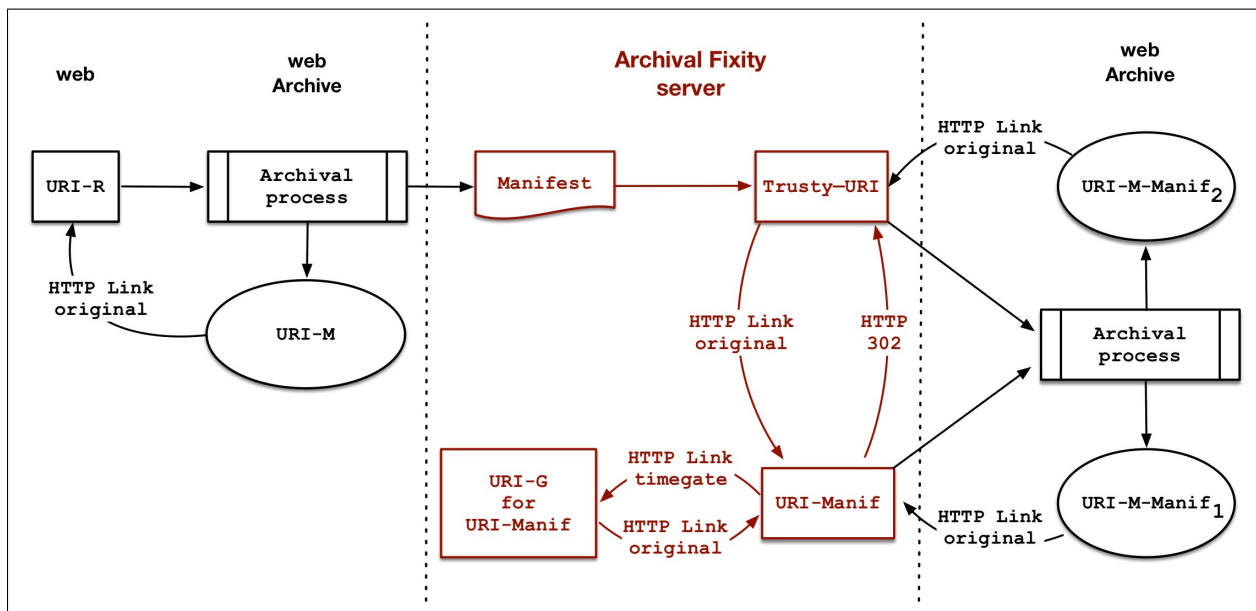 web
web
Archive
Archival Fixity
server
web
Archive
URI-R
Archival
process
HTTP Link
original
URI-M
Manifest
Trusty—URI
HTTP Link
original
HTTP
302
URI-G
for
URI-Manif
HTTP Link
timegate
HTTP Link
original
URI-Manif
HTTP Link
original
URI-M-Manif2
Archival
process
HTTP Link
original
URI-M-Manif1